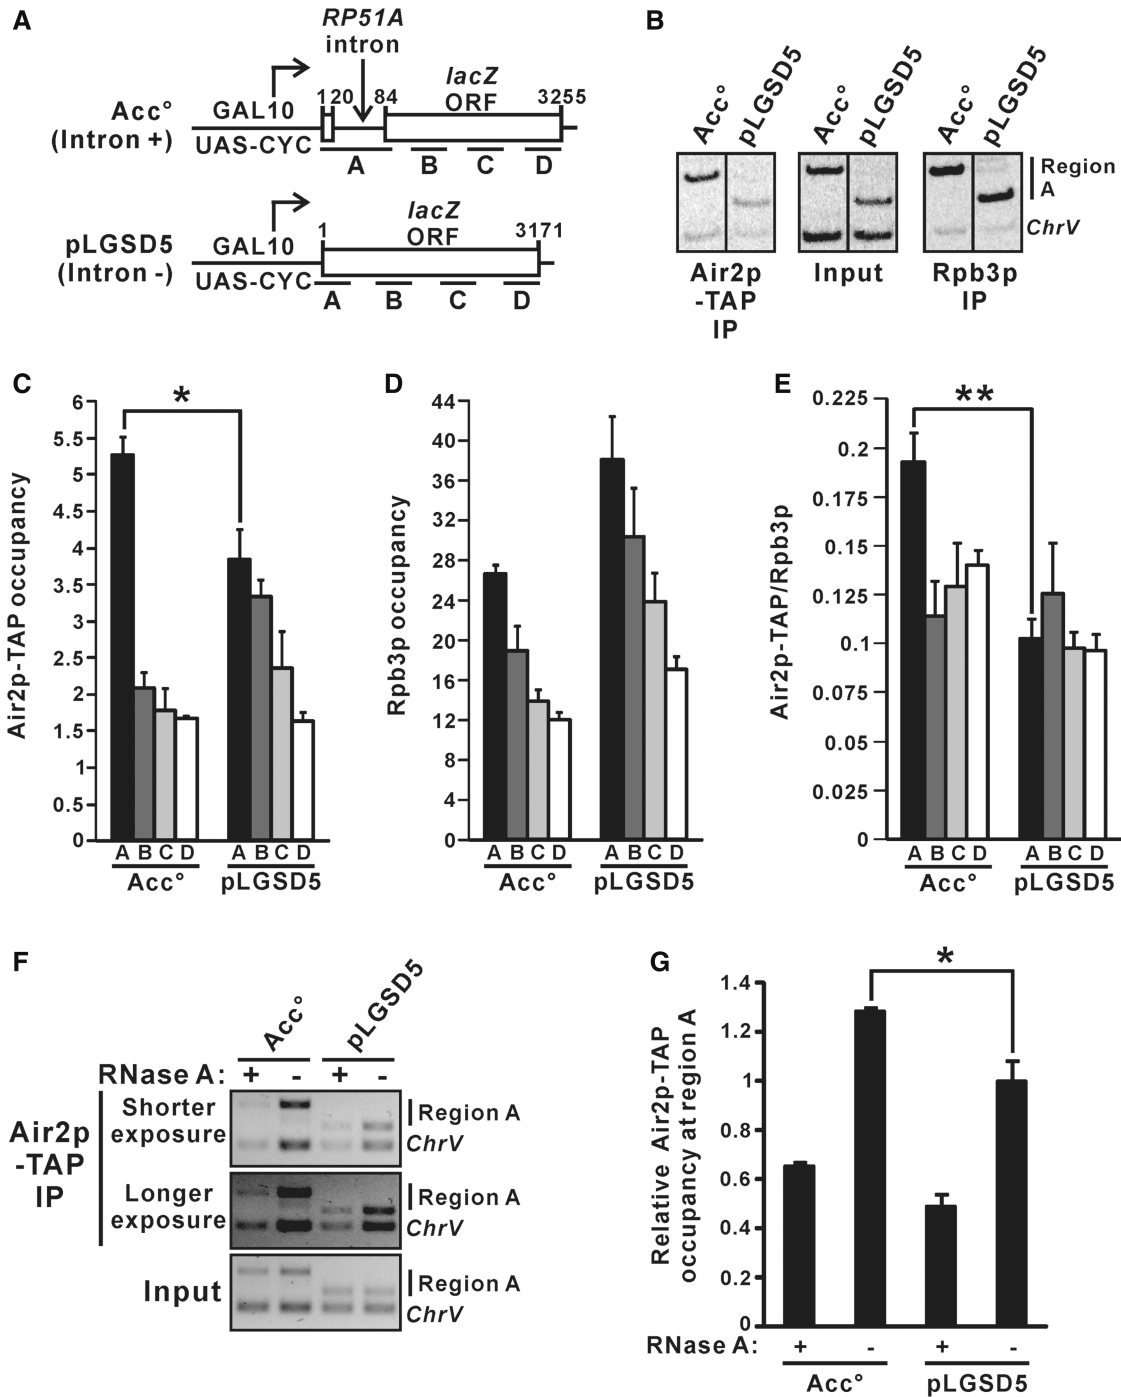 A
RP51A
intron
lacZ
ORF
1 20 84 3255
Acc°
(Intron +)
GAL10
UAS-CYC
A B C D
lacZ
ORF
1 3171
pLGSD5
(Intron -)
GAL10
UAS-CYC
A B C D
B
Acc° pLGSD5 Acc° pLGSD5 Acc° pLGSD5
Region
A
ChrV
Air2p
-TAP
IP
Input
Rpb3p
IP
C
Air2p-TAP occupancy
6
5.5
5
4.5
4
3.5
3
2.5
2
1.5
1
0.5
0
*
A B C D A B C D
Acc° pLGSD5
D
Rpb3p occupancy
44
40
36
32
28
24
20
16
12
8
4
0
A B C D A B C D
Acc° pLGSD5
E
Air2p-TAP/Rpb3p
0.225
0.2
0.175
0.15
0.125
0.1
0.075
0.05
0.025
0
**
A B C D A B C D
Acc° pLGSD5
F
Acc° pLGSD5
RNase A: + - + -
Air2p
-TAP
IP
Shorter
exposure
Region A
ChrV
Longer
exposure
Region A
ChrV
Input
Region A
ChrV
G
Relative Air2p-TAP
occupancy at region A
1.4
1.2
1
0.8
0.6
0.4
0.2
0
*
RNase A: + - + -
Acc° pLGSD5